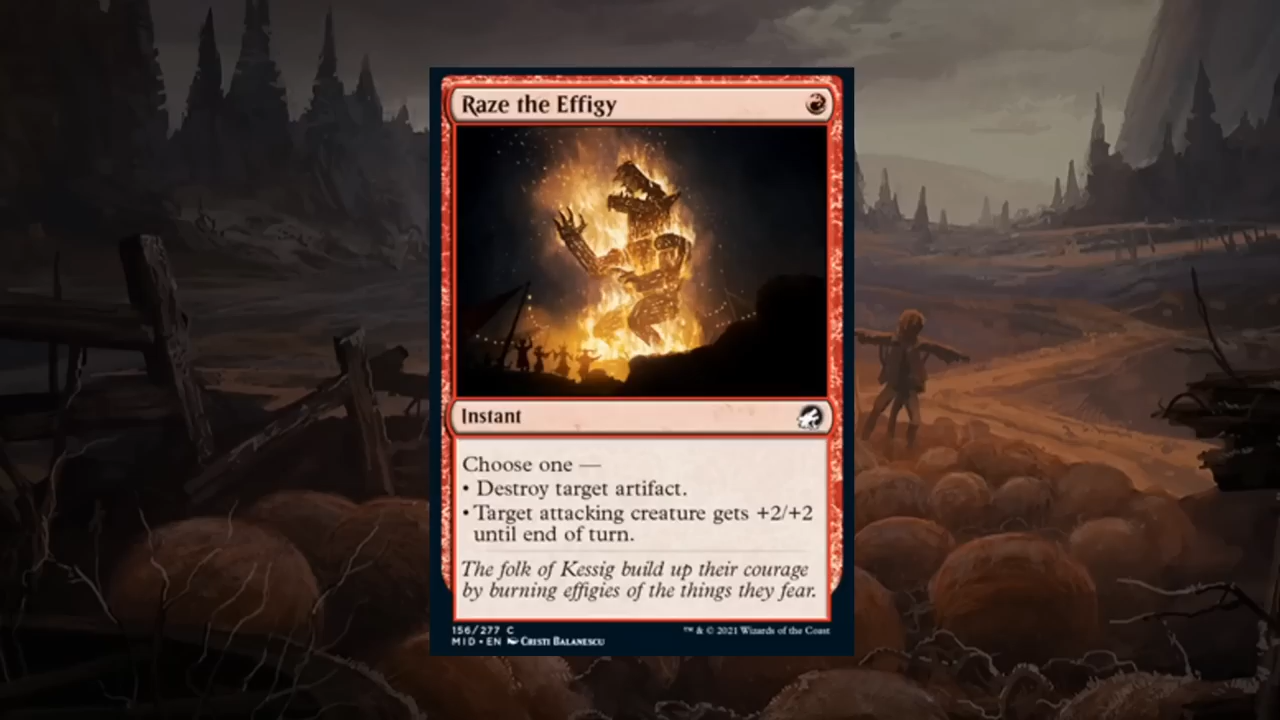 Raze the Effigy
Instant
Choose one —
• Destroy target artifact.
• Target attacking creature gets +2/+2
until end of turn.
The folk of Kessig build up their courage
by burning effigies of the things they fear.
156/277 C
™ & © 2021 Wizards of the Coast
MID • EN Cristi Balanescu